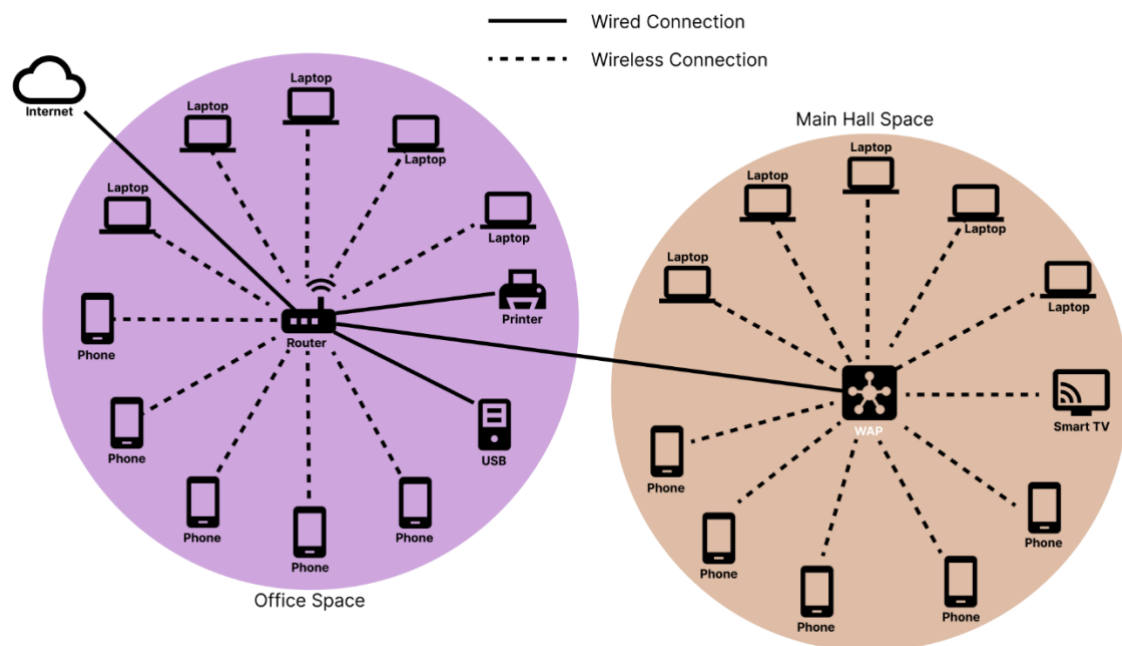 Wired Connection
Wireless Connection
Internet
Laptop
Laptop
Laptop
Laptop
Laptop
Printer
Router
Phone
Phone
Phone
Phone
Phone
USB
Office Space
Main Hall Space
Laptop
Laptop
Laptop
Laptop
Laptop
WAP
Smart TV
Phone
Phone
Phone
Phone
Phone